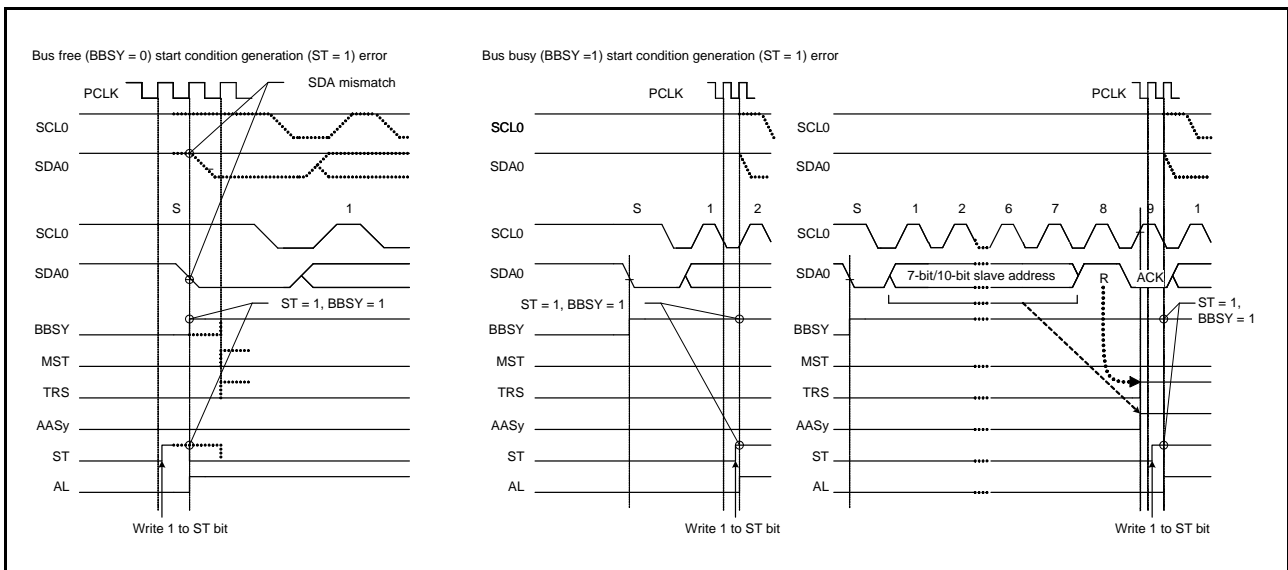 Bus free (BBSY = 0) start condition generation (ST = 1) error
PCLK
SDA mismatch
SCL0
SDA0
S 1
SCL0
SDA0
ST = 1, BBSY = 1
BBSY
MST
TRS
AASy
ST
AL
Write 1 to ST bit
Bus busy (BBSY =1) start condition generation (ST = 1) error
PCLK
SCL0
SDA0
S 1 2
SCL0
SDA0
ST = 1, BBSY = 1
BBSY
MST
TRS
AASy
ST
AL
Write 1 to ST bit
PCLK
SCL0
SDA0
S 1 2 6 7 8 9 1
SCL0
SDA0
7-bit/10-bit slave address
R
ACK
ST = 1,
BBSY = 1
BBSY
MST
TRS
AASy
ST
AL
Write 1 to ST bit